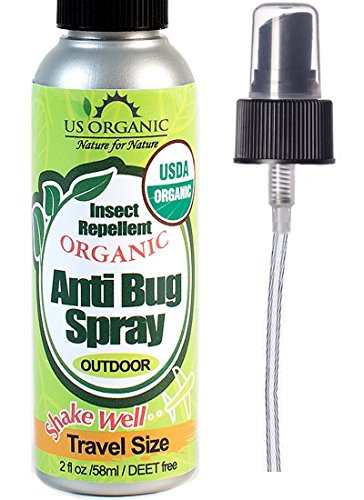 US ORGANIC
Nature for Nature
USDA
ORGANIC
Insect
Repellent
ORGANIC
Anti Bug
Spray
OUTDOOR
Shake Well..
Travel Size
2 fl oz/58ml / DEET free